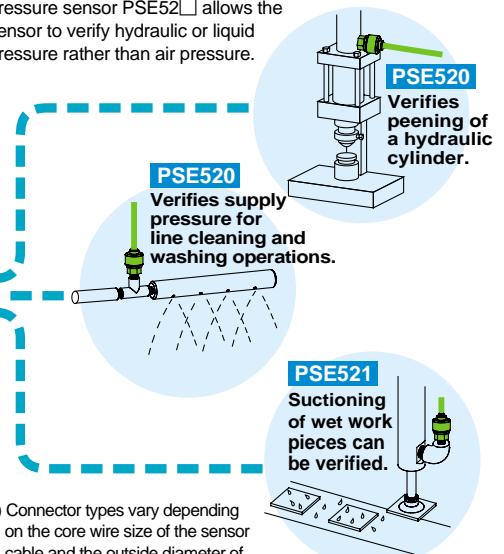 ressure sensor PSE52□ allows the
ensor to verify hydraulic or liquid
ressure rather than air pressure.
PSE520
Verifies
peening of
a hydraulic
cylinder.
PSE520
Verifies supply
pressure for
line cleaning and
washing operations.
PSE521
Suctioning
of wet work
pieces can
be verified.
) Connector types vary depending
on the core wire size of the sensor
cable and the outside diameter of